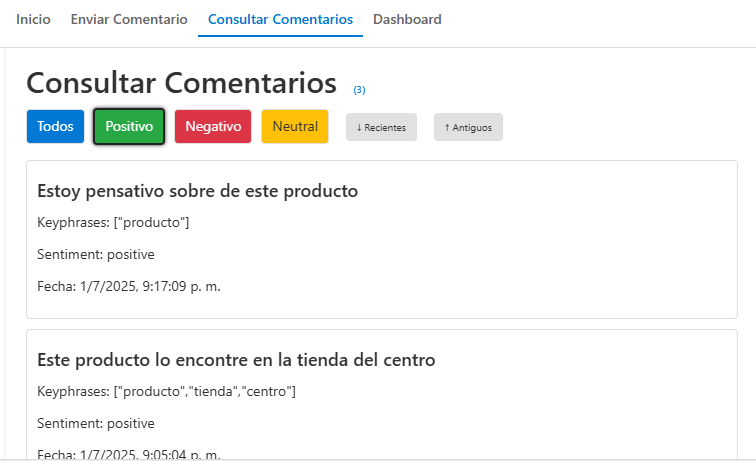 Inicio Enviar Comentario Consultar Comentarios Dashboard
Consultar Comentarios (3)
Todos Positivo Negativo Neutral ↓ Recientes ↑ Antiguos
Estoy pensativo sobre de este producto
Keyphrases: ["producto"]
Sentiment: positive
Fecha: 1/7/2025, 9:17:09 p. m.
Este producto lo encontre en la tienda del centro
Keyphrases: ["producto","tienda","centro"]
Sentiment: positive
Fecha: 1/7/2025, 9:05:04 p. m.